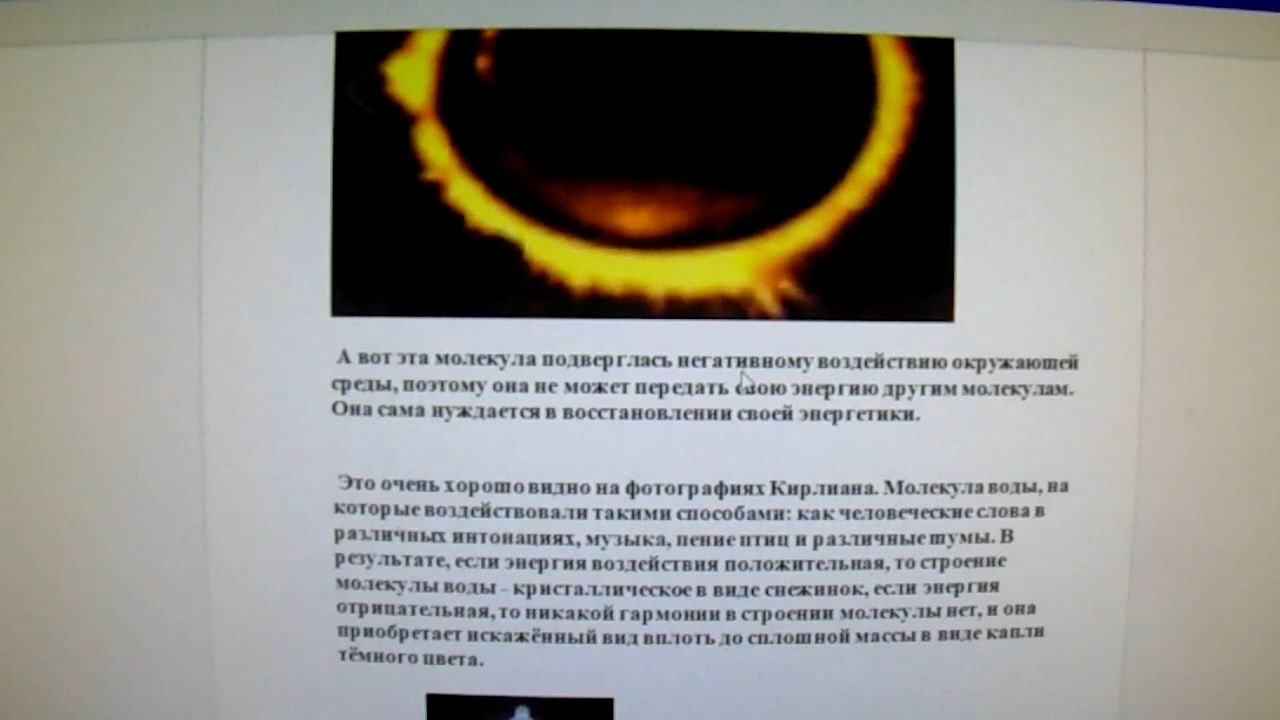 А вот эта молекула подверглась негативному воздействию окружающей
среды, поэтому она не может передать свою энергию другим молекулам.
Она сама нуждается в восстановлении своей энергетики.
Это очень хорошо видно на фотографиях Кирлиана. Молекула воды, на
которые воздействовали такими способами: как человеческие слова в
различных интонациях, музыка, пение птиц и различные шумы. В
результате, если энергия воздействия положительная, то строение
молекулы воды - кристаллическое в виде снежинок, если энергия
отрицательная, то никакой гармонии в строении молекулы нет, и она
приобретает искажённый вид вплоть до сплошной массы в виде капли
тёмного цвета.